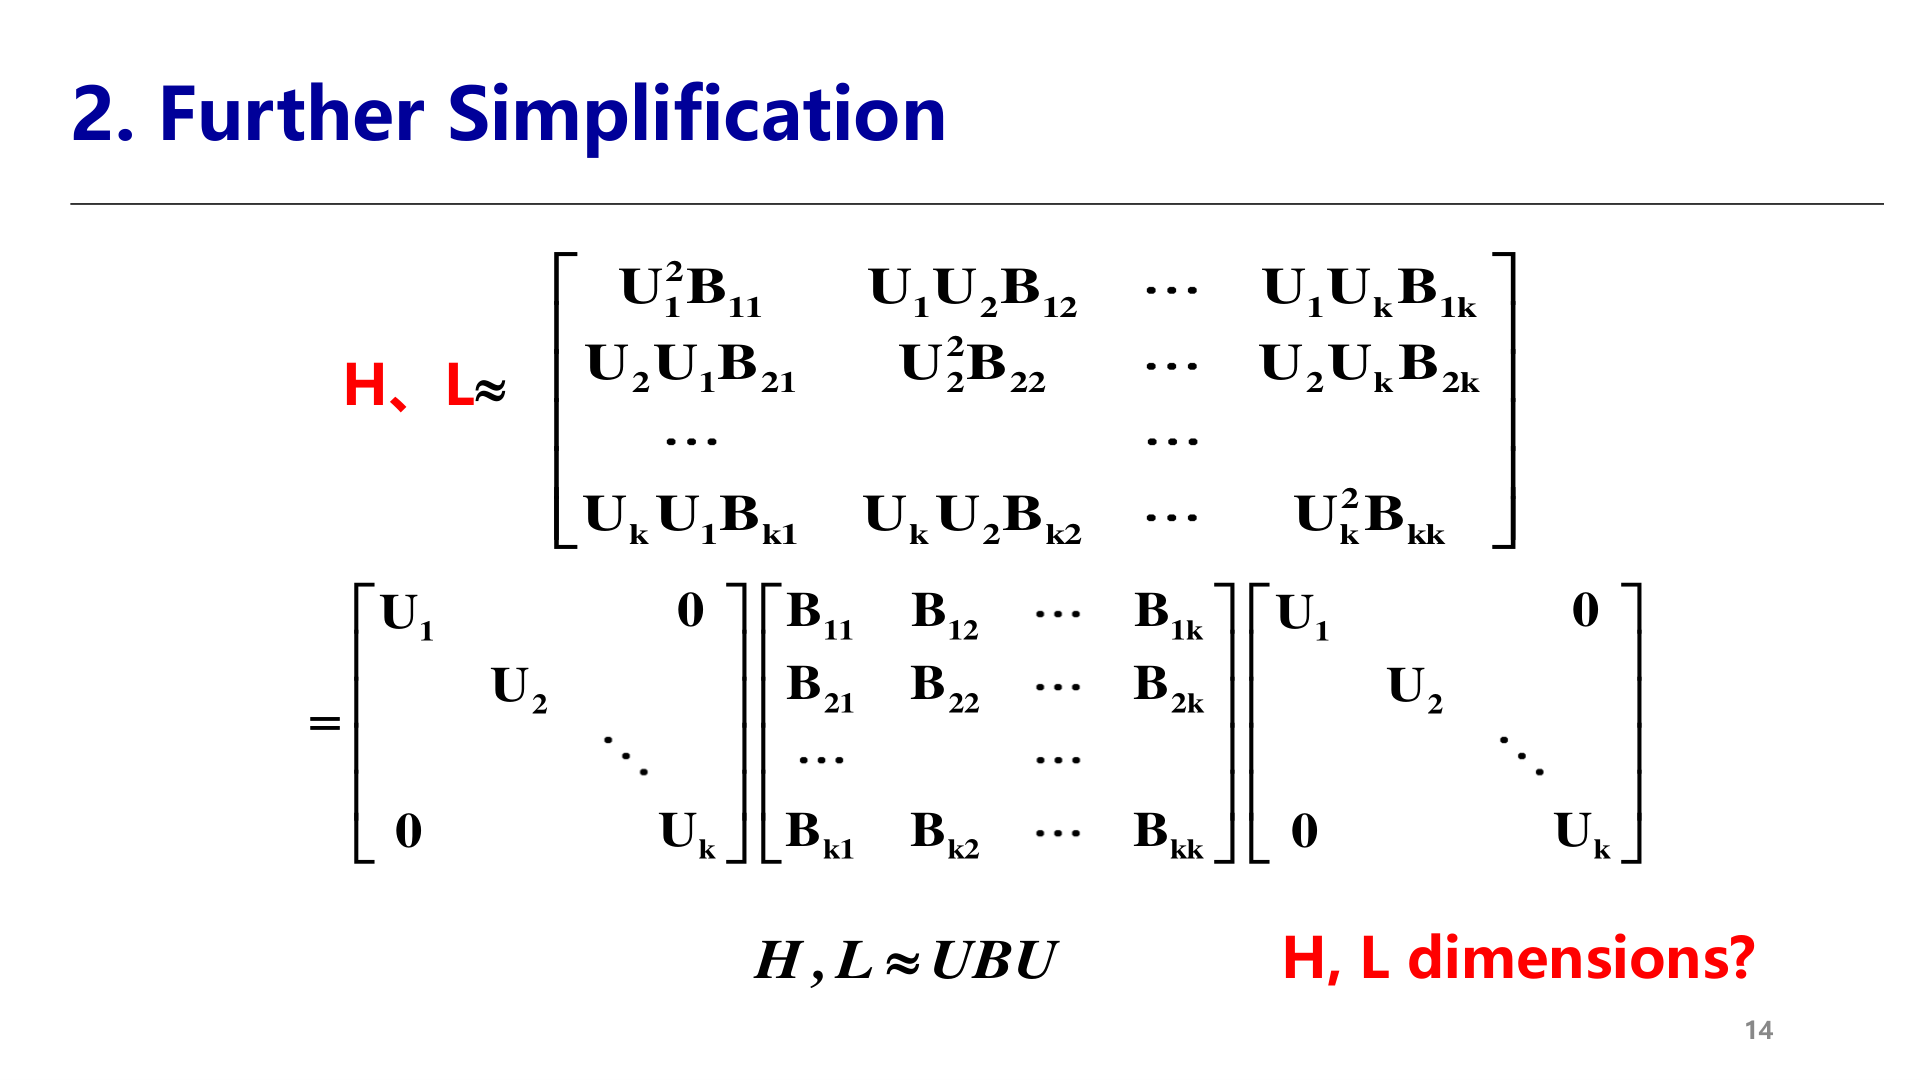 2. Further Simplification
H、L≈
U₁²B₁₁ U₁U₂B₁₂ ⋯ U₁UₖB₁ₖ
U₂U₁B₂₁ U₂²B₂₂ ⋯ U₂UₖB₂ₖ
⋯ ⋯
UₖU₁Bₖ₁ UₖU₂Bₖ₂ ⋯ Uₖ²Bₖₖ
=
U₁ 0
U₂
⋱
0 Uₖ
B₁₁ B₁₂ ⋯ B₁ₖ
B₂₁ B₂₂ ⋯ B₂ₖ
⋯ ⋯
Bₖ₁ Bₖ₂ ⋯ Bₖₖ
U₁ 0
U₂
⋱
0 Uₖ
H , L ≈ UBU
H, L dimensions?
14